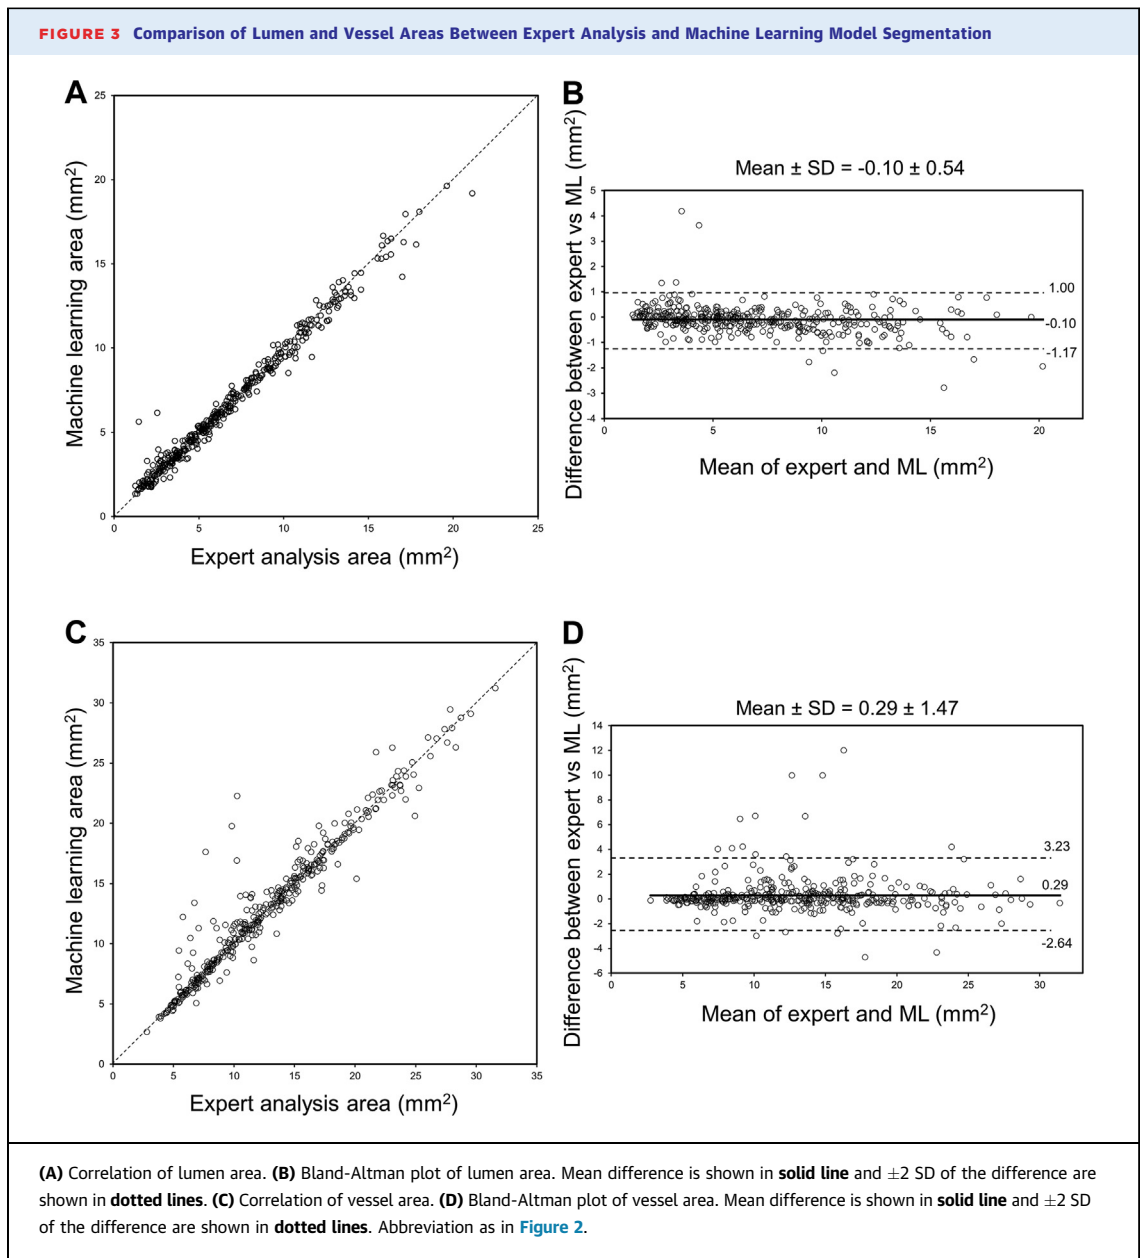 FIGURE 3 Comparison of Lumen and Vessel Areas Between Expert Analysis and Machine Learning Model Segmentation
A
Machine learning area (mm²)
25
20
15
10
5
0
0 5 10 15 20 25
Expert analysis area (mm²)
B
Difference between expert vs ML (mm²)
Mean ± SD = -0.10 ± 0.54
5
4
3
2
1
0
-1
-2
-3
-4
1.00
-0.10
-1.17
0 5 10 15 20
Mean of expert and ML (mm²)
C
Machine learning area (mm²)
35
30
25
20
15
10
5
0
0 5 10 15 20 25 30 35
Expert analysis area (mm²)
D
Difference between expert vs ML (mm²)
Mean ± SD = 0.29 ± 1.47
14
12
10
8
6
4
2
0
-2
-4
-6
3.23
0.29
-2.64
0 5 10 15 20 25 30
Mean of expert and ML (mm²)
(A) Correlation of lumen area. (B) Bland-Altman plot of lumen area. Mean difference is shown in solid line and ±2 SD of the difference are
shown in dotted lines. (C) Correlation of vessel area. (D) Bland-Altman plot of vessel area. Mean difference is shown in solid line and ±2 SD
of the difference are shown in dotted lines. Abbreviation as in Figure 2.